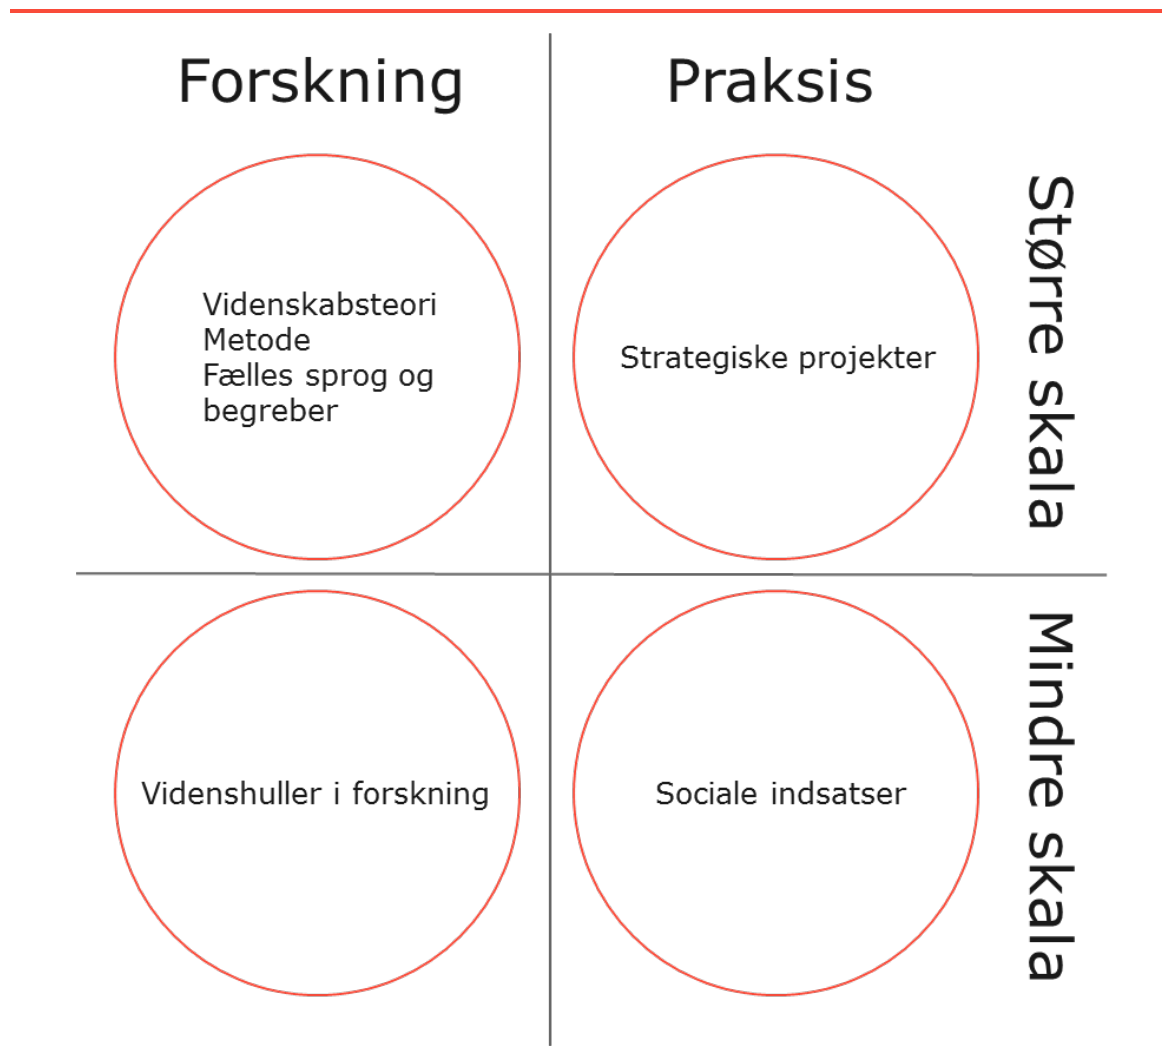 Forskning
Praksis
Videnskabsteori
Metode
Fælles sprog og
begreber
Strategiske projekter
Større skala
Videnshuller i forskning
Sociale indsatser
Mindre skala